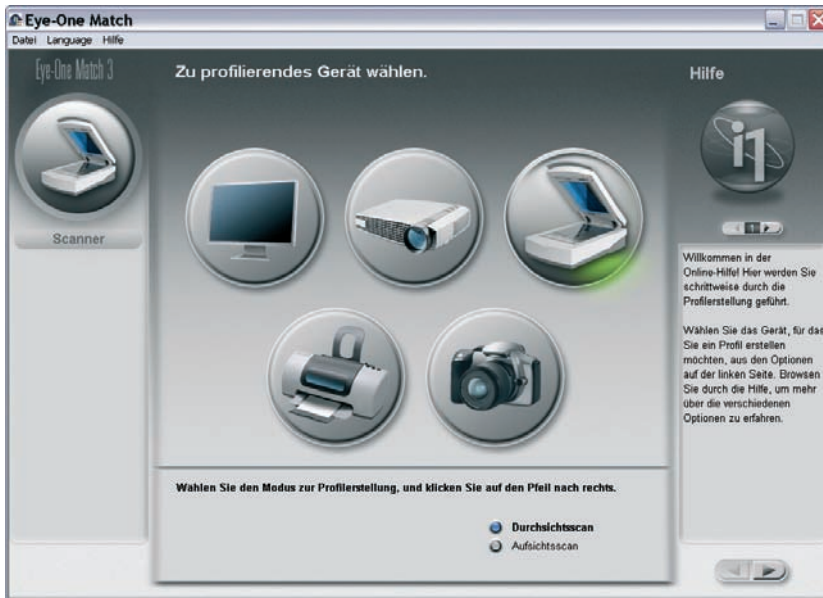 Eye-One Match
Datei Language Hilfe
Eye-One Match 3
Scanner
Zu profilierendes Gerät wählen.
Wählen Sie den Modus zur Profilerstellung, und klicken Sie auf den Pfeil nach rechts.
Durchsichtsscan
Aufsichtsscan
Hilfe
i1
1
Willkommen in der
Online-Hilfe! Hier werden Sie
schrittweise durch die
Profilerstellung geführt.
Wählen Sie das Gerät, für das
Sie ein Profil erstellen
möchten, aus den Optionen
auf der linken Seite. Browsen
Sie durch die Hilfe, um mehr
über die verschiedenen
Optionen zu erfahren.